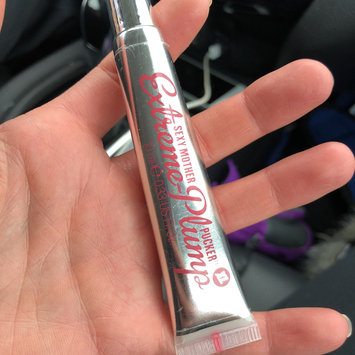 SEXY MOTHER
PUCKER
Extreme-Plump